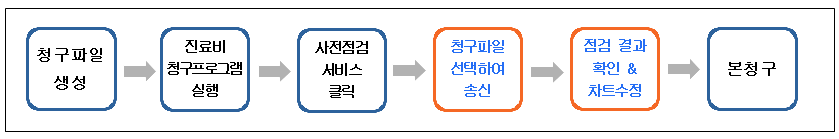 청구파일
생성
진료비
청구프로그램
실행
사전점검
서비스
클릭
청구파일
선택하여
송신
점검 결과
확인 &
차트수정
본청구